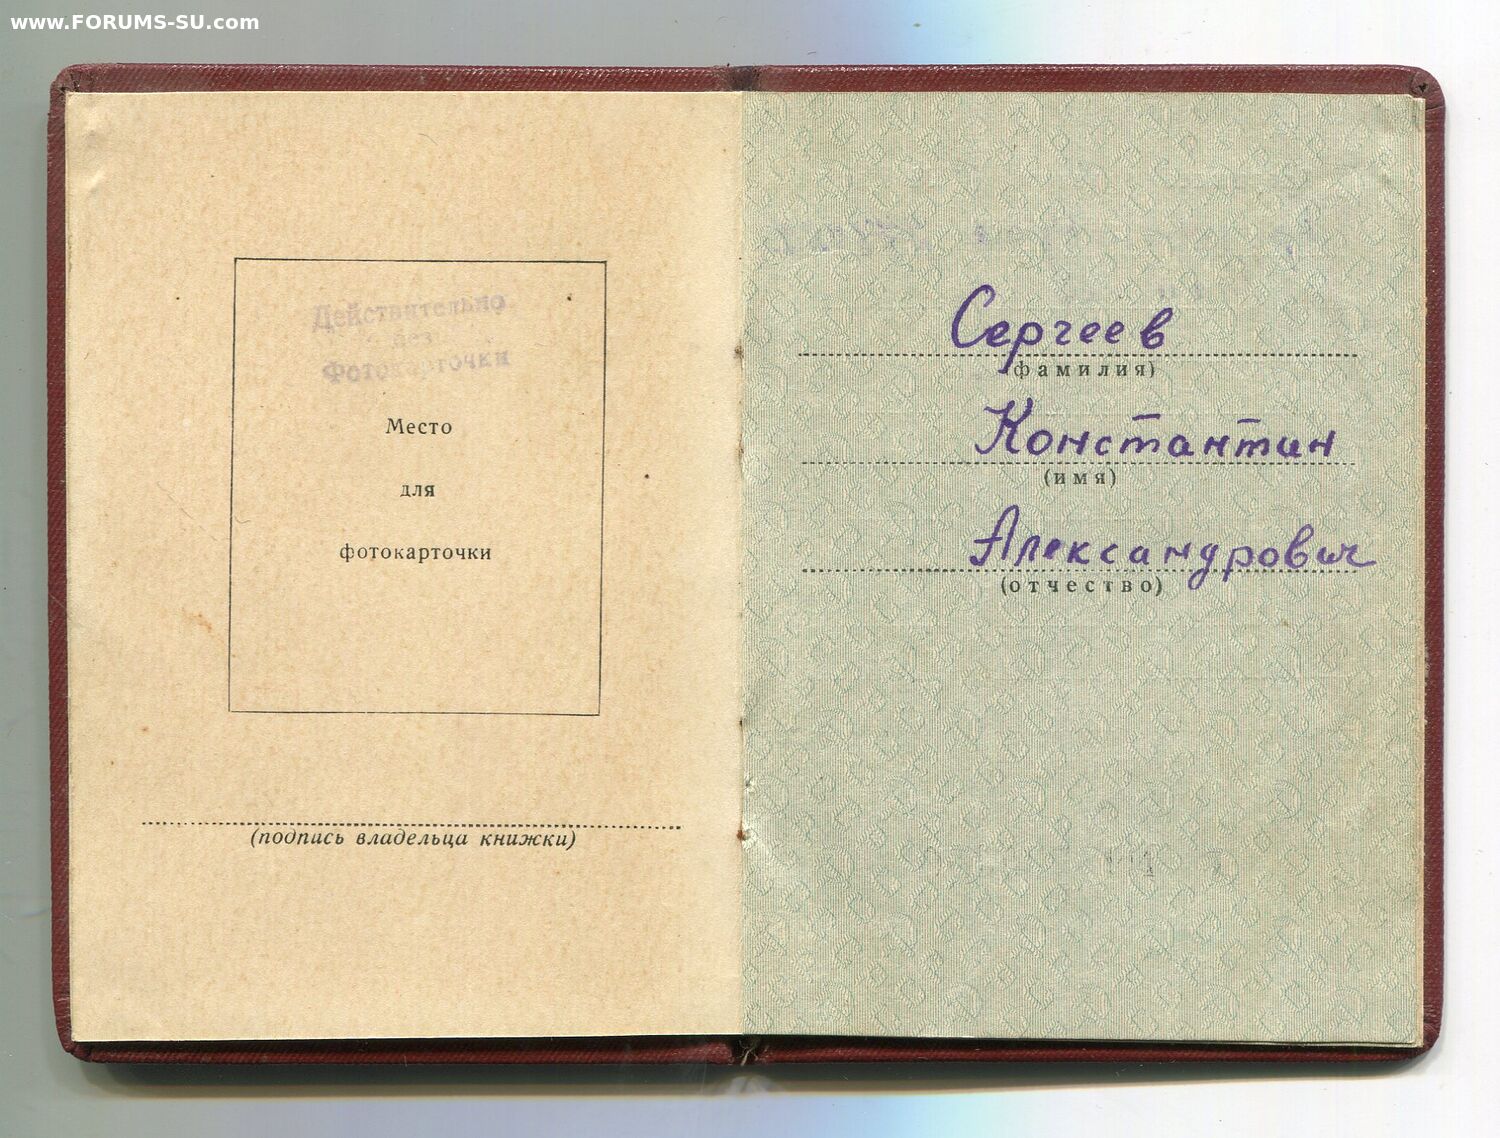 www.FORUMS-SU.com
Действительно
без
Фотокарточки
Место
для
фотокарточки
(подпись владельца книжки)
Сергеев
(фамилия)
Константин
(имя)
Александрович
(отчество)